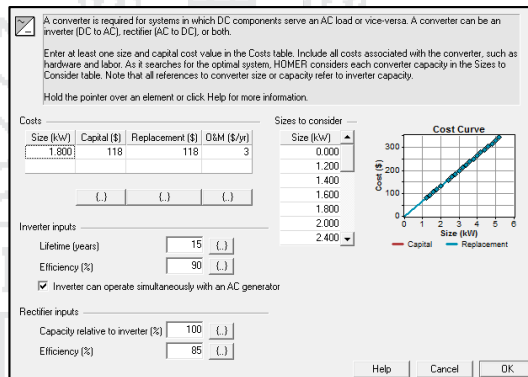 A converter is required for systems in which DC components serve an AC load or vice-versa. A converter can be an
inverter (DC to AC), rectifier (AC to DC), or both.
Enter at least one size and capital cost value in the Costs table. Include all costs associated with the converter, such as
hardware and labor. As it searches for the optimal system, HOMER considers each converter capacity in the Sizes to
Consider table. Note that all references to converter size or capacity refer to inverter capacity.
Hold the pointer over an element or click Help for more information.
Costs
Size (kW) Capital ($) Replacement ($) O&M ($/yr)
1.800 118 118 3
{..} {..} {..}
Sizes to consider
Size (kW)
0.000
1.200
1.400
1.600
1.800
2.000
2.400
Cost Curve
Cost ($)
300
200
100
0
0 1 2 3 4 5 6
Size (kW)
Capital Replacement
Inverter inputs
Lifetime (years) 15 {..}
Efficiency (%) 90 {..}
Inverter can operate simultaneously with an AC generator
Rectifier inputs
Capacity relative to inverter (%) 100 {..}
Efficiency (%) 85 {..}
Help Cancel OK